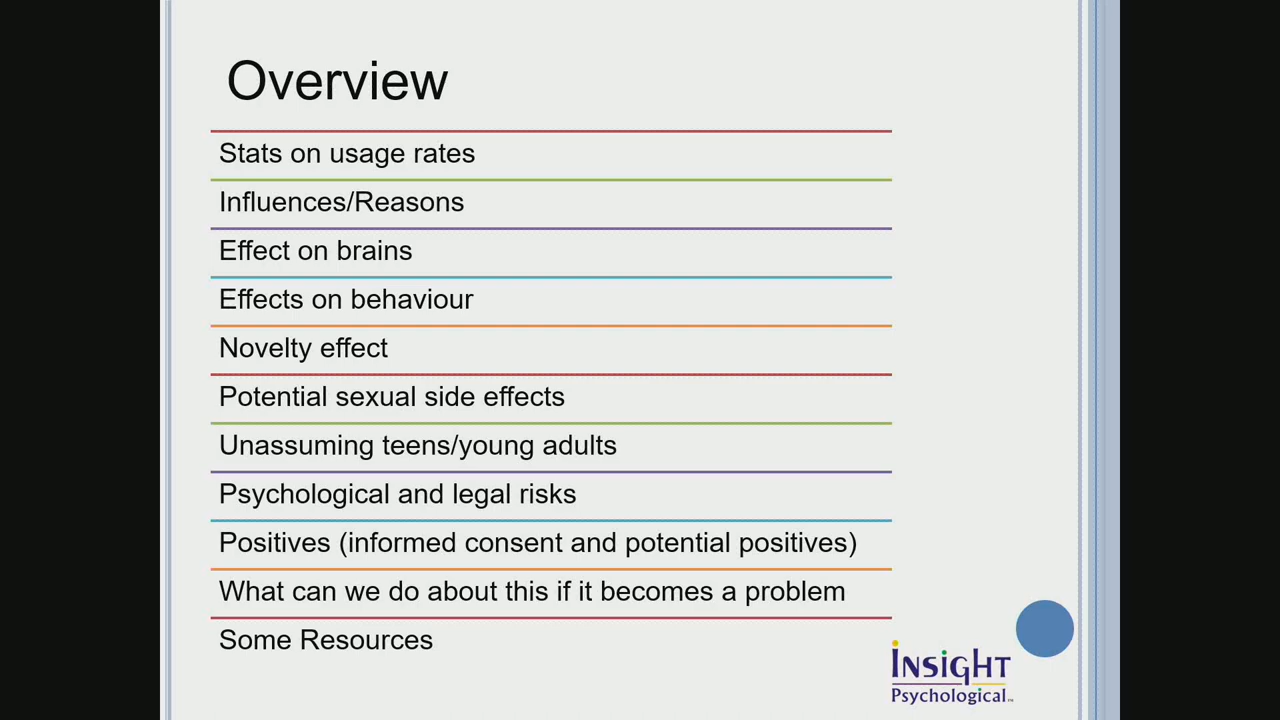 Overview
Stats on usage rates
Influences/Reasons
Effect on brains
Effects on behaviour
Novelty effect
Potential sexual side effects
Unassuming teens/young adults
Psychological and legal risks
Positives (informed consent and potential positives)
What can we do about this if it becomes a problem
Some Resources
INSIGHT
Psychological™